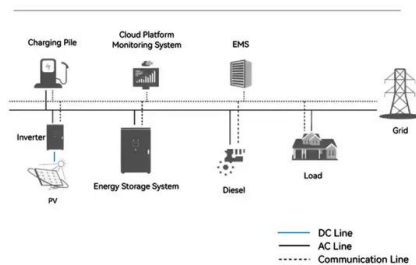 Charging Pile
Cloud Platform
Monitoring System
EMS
Grid
Inverter
PV
Energy Storage System
Diesel
Load
DC Line
AC Line
Communication Line